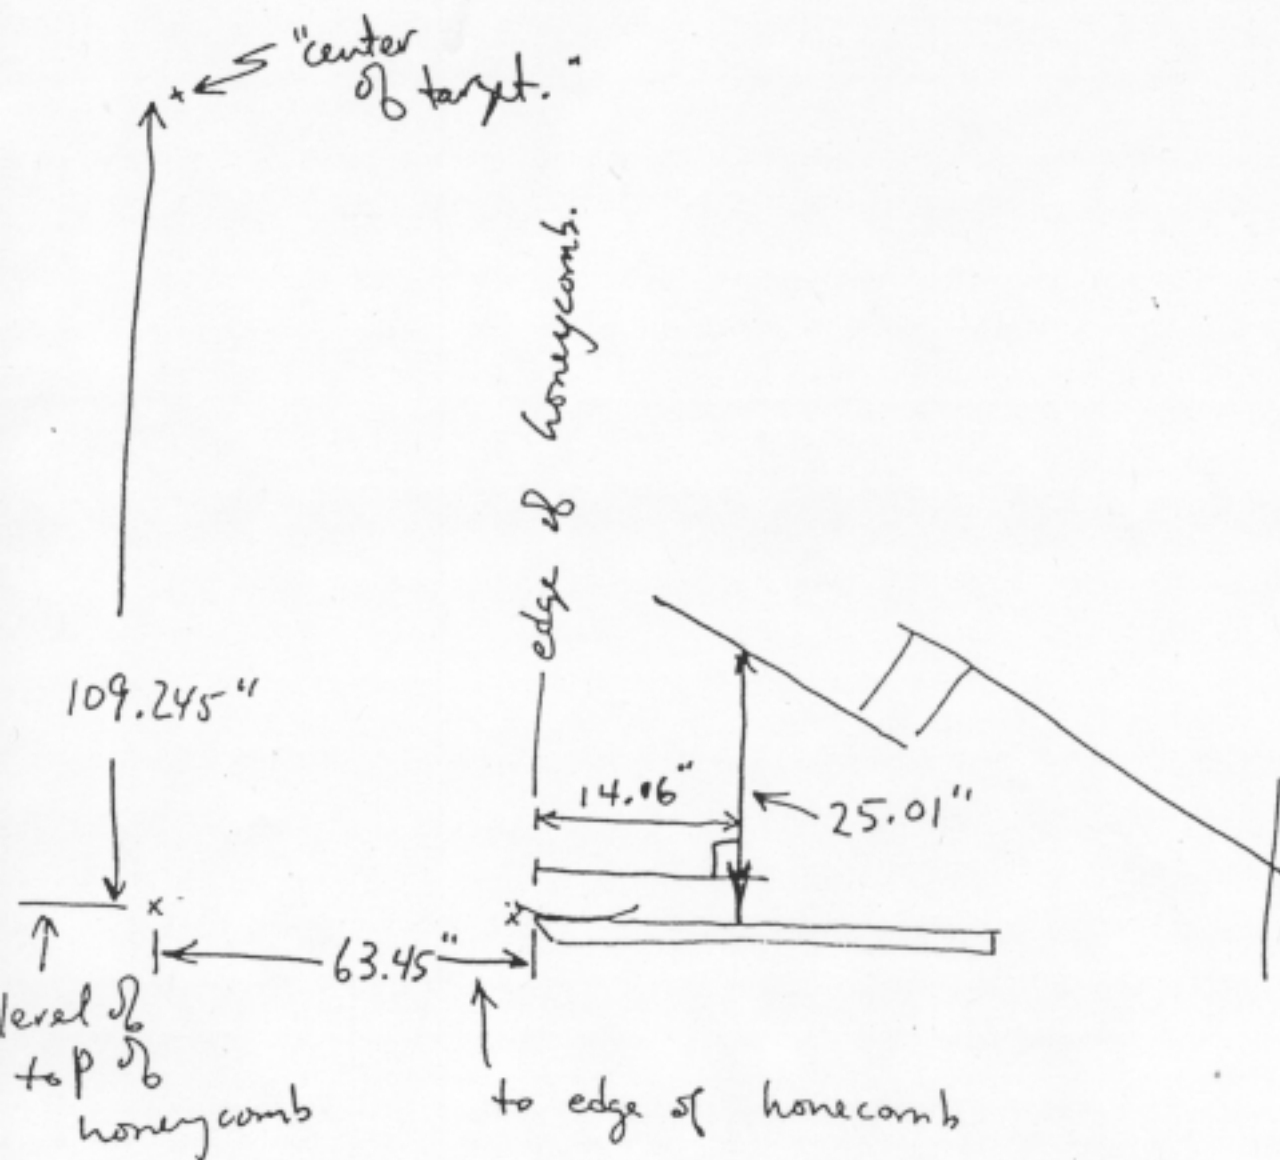 "center
of target."
edge of honeycomb.
109.245"
14.06"
25.01"
63.45"
level of
top of
honeycomb
to edge of honecomb